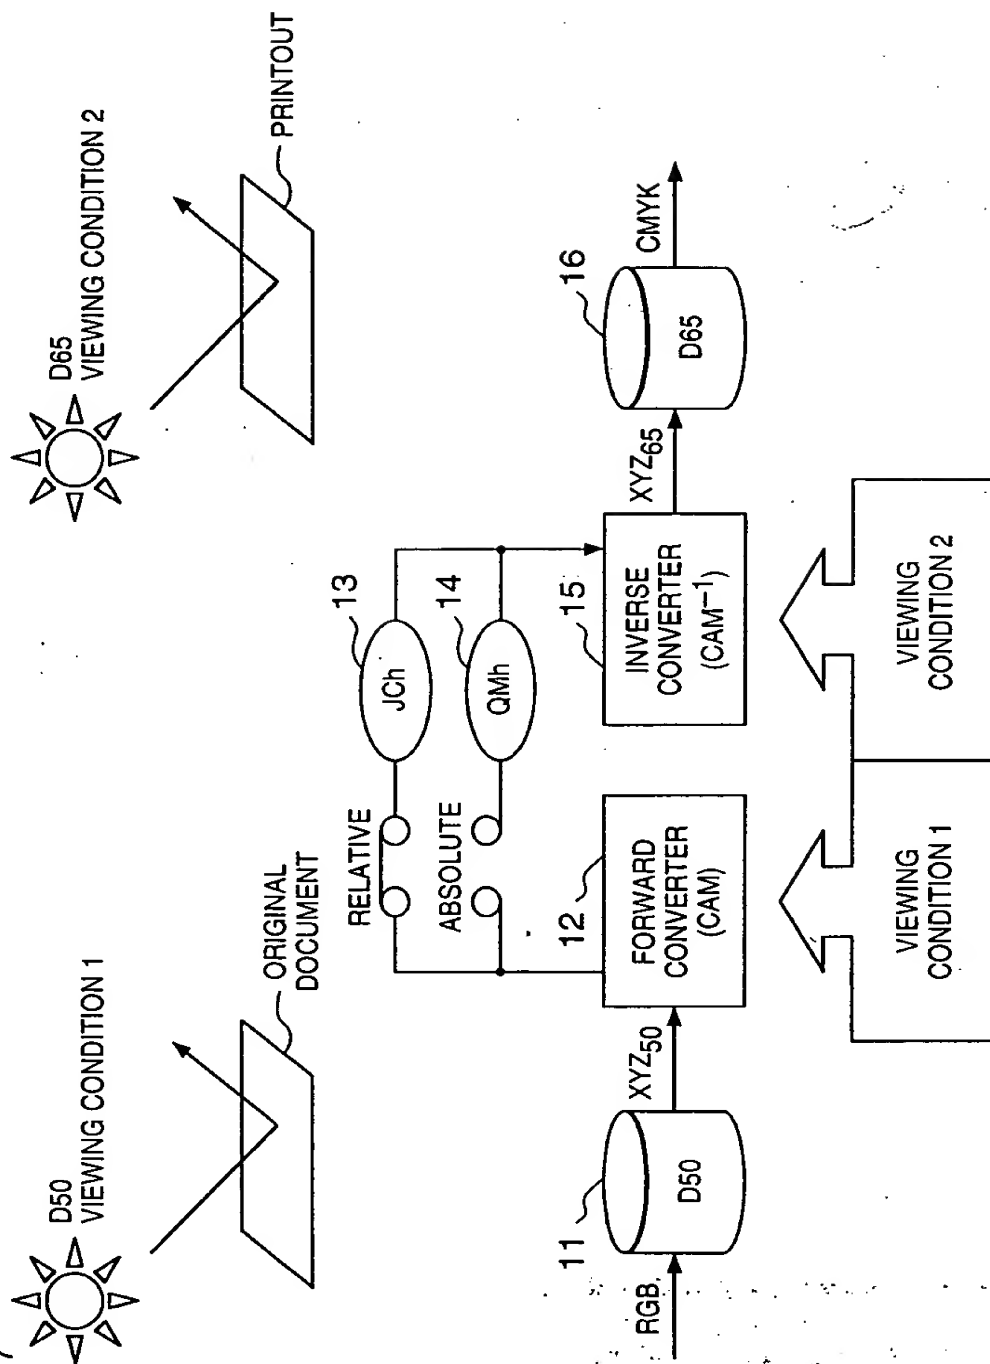 D50
VIEWING CONDITION 1
ORIGINAL
DOCUMENT
D65
VIEWING CONDITION 2
PRINTOUT
RELATIVE
JCh
13
ABSOLUTE
QMh
14
RGB
11
D50
XYZ50
12
FORWARD
CONVERTER
(CAM)
15
INVERSE
CONVERTER
(CAM−1)
XYZ65
16
D65
CMYK
VIEWING
CONDITION 1
VIEWING
CONDITION 2